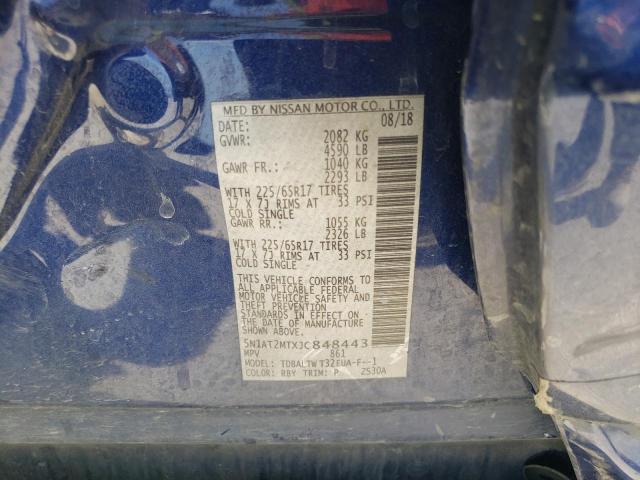 MFD BY NISSAN MOTOR CO., LTD.
DATE: 08/18
GVWR: 2082 KG
4590 LB
GAWR FR.: 1040 KG
2293 LB
WITH 225/65R17 TIRES
17 X 7J RIMS AT 33 PSI
COLD SINGLE
GAWR RR.: 1055 KG
2326 LB
WITH 225/65R17 TIRES
17 X 7J RIMS AT 33 PSI
COLD SINGLE
THIS VEHICLE CONFORMS TO
ALL APPLICABLE FEDERAL
MOTOR VEHICLE SAFETY AND
THEFT PREVENTION
STANDARDS IN EFFECT ON
THE DATE OF MANUFACTURE
SHOWN ABOVE.
5N1AT2MTXJC848443
MPV 861
MODEL: TDBALTWT32EUA-F--1
COLOR: RBY TRIM: P 2S30A